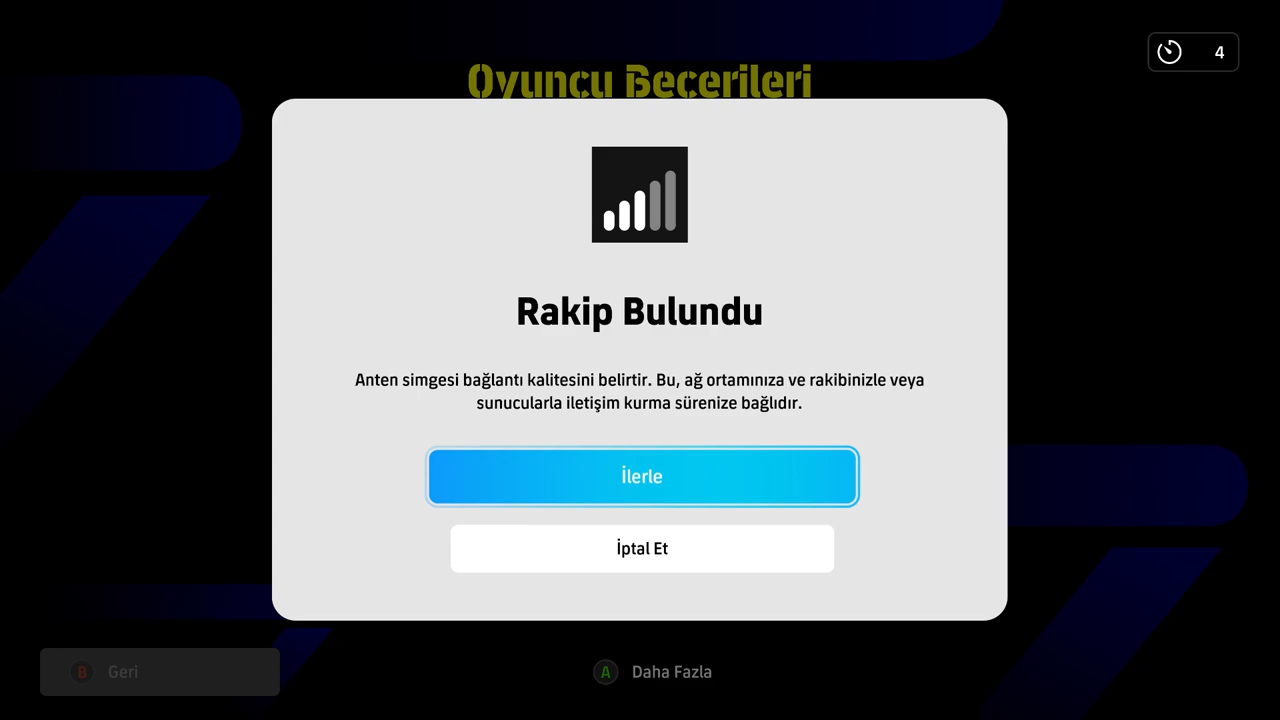 4
Oyuncu Becerileri
Rakip Bulundu
Anten simgesi bağlantı kalitesini belirtir. Bu, ağ ortamınıza ve rakibinizle veya
sunucularla iletişim kurma sürenize bağlıdır.
İlerle
İptal Et
B Geri
A Daha Fazla